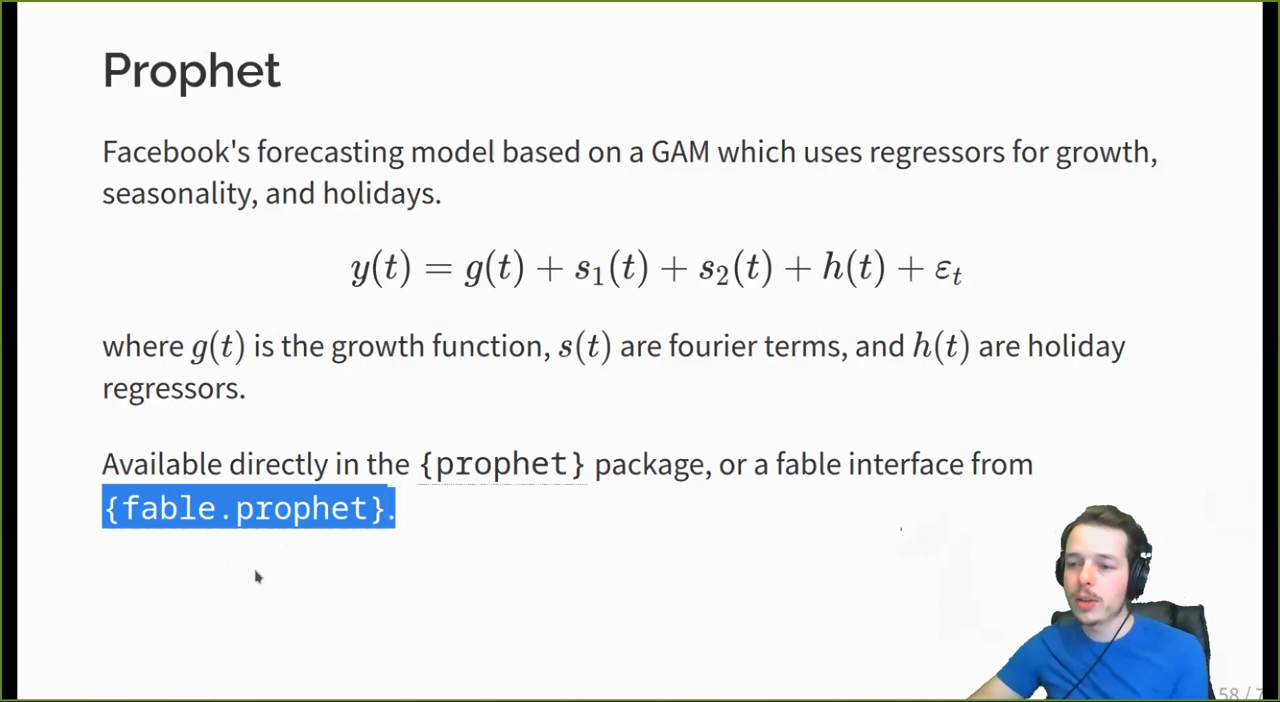 Prophet
Facebook's forecasting model based on a GAM which uses regressors for growth,
seasonality, and holidays.
y(t) = g(t) + s₁(t) + s₂(t) + h(t) + εₜ
where g(t) is the growth function, s(t) are fourier terms, and h(t) are holiday
regressors.
Available directly in the {prophet} package, or a fable interface from
{fable.prophet}.
58 /